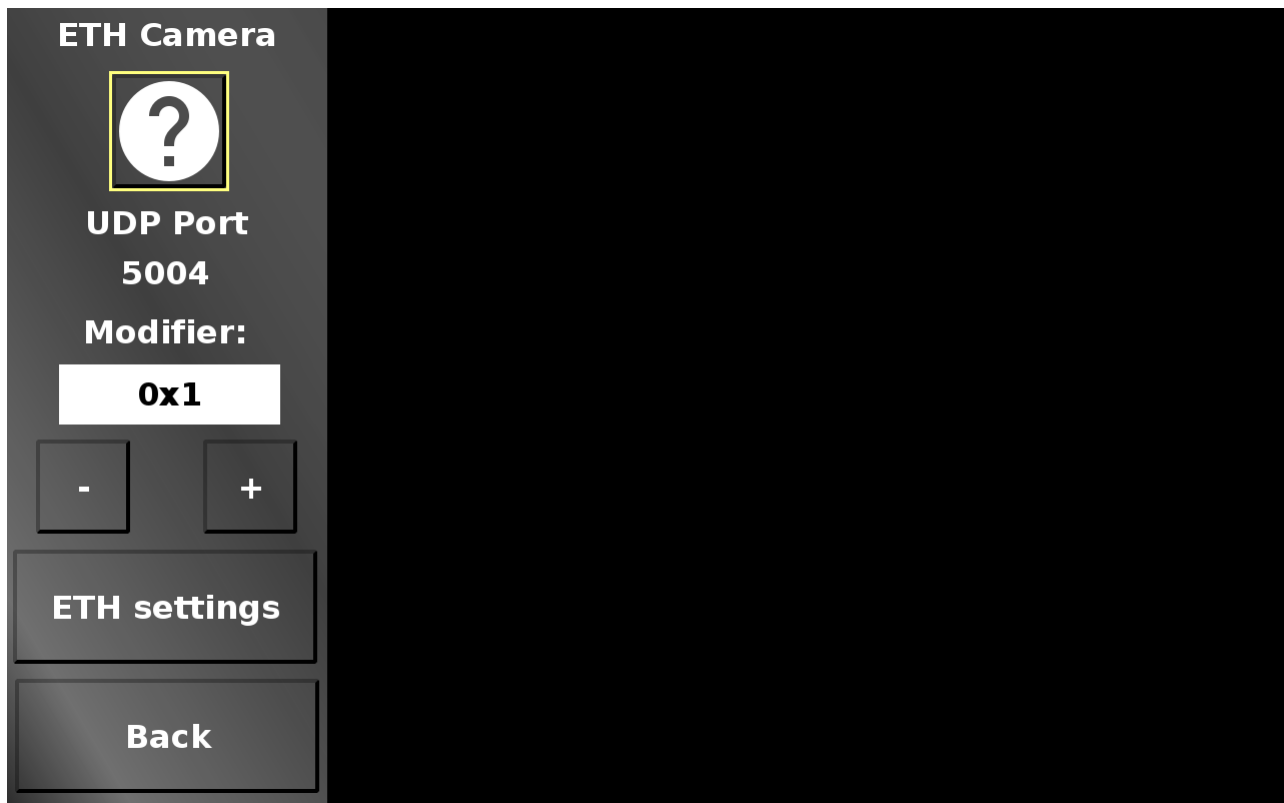 ETH Camera
?
UDP Port
5004
Modifier:
0x1
- +
ETH settings
Back